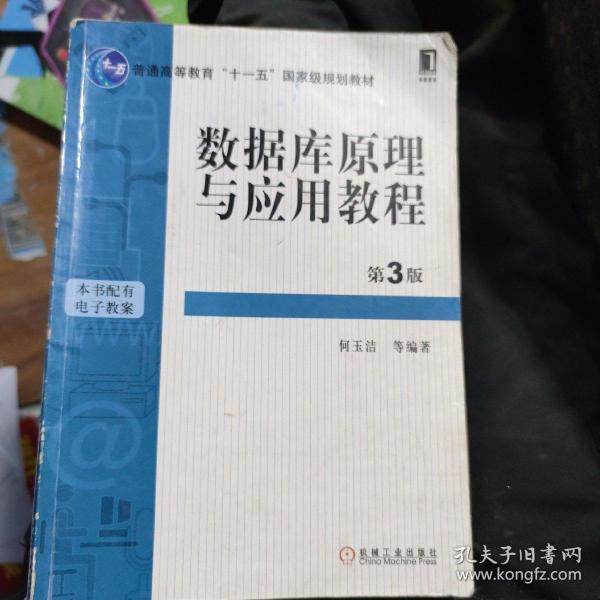 十一五
普通高等教育“十一五”国家级规划教材
数据库原理
与应用教程
第3版
本书配有
电子教案
何玉洁 等编著
@
机械工业出版社
China Machine Press
孔夫子旧书网
www.kongfz.com